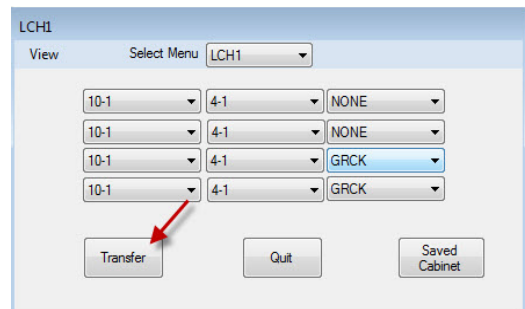 LCH1
View Select Menu LCH1
10-1 4-1 NONE
10-1 4-1 NONE
10-1 4-1 GRCK
10-1 4-1 GRCK
Transfer Quit Saved
Cabinet